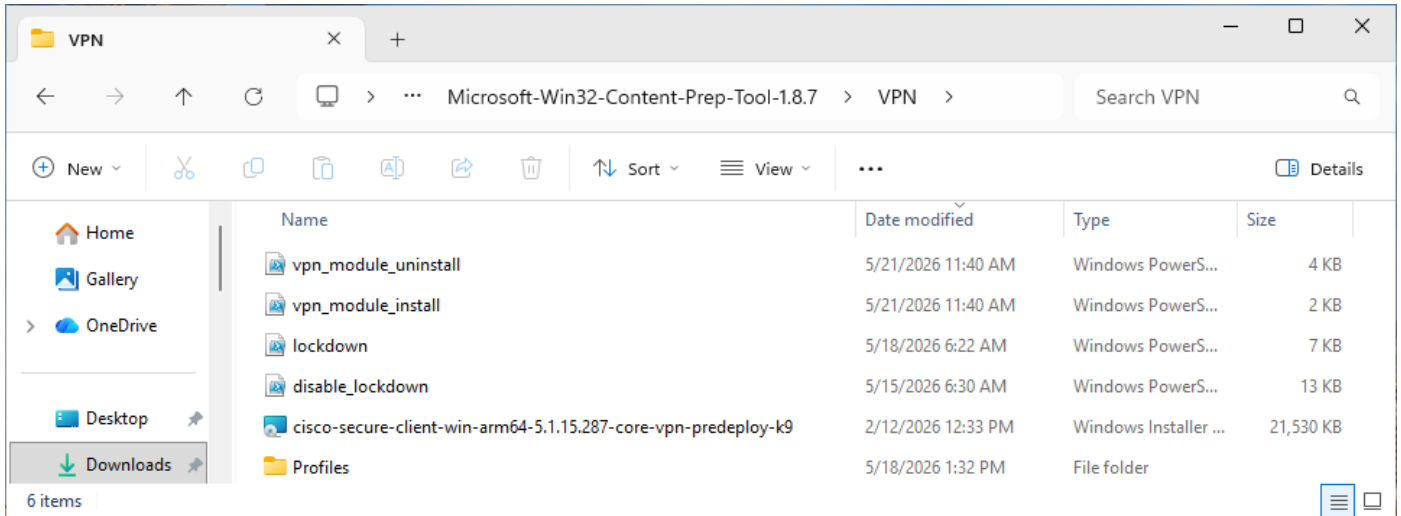 VPN
Microsoft-Win32-Content-Prep-Tool-1.8.7 > VPN >
Search VPN
New
Sort
View
Details
Home
Gallery
OneDrive
Desktop
Downloads
Name Date modified Type Size
vpn_module_uninstall 5/21/2026 11:40 AM Windows PowerS... 4 KB
vpn_module_install 5/21/2026 11:40 AM Windows PowerS... 2 KB
lockdown 5/18/2026 6:22 AM Windows PowerS... 7 KB
disable_lockdown 5/15/2026 6:30 AM Windows PowerS... 13 KB
cisco-secure-client-win-arm64-5.1.15.287-core-vpn-predeploy-k9 2/12/2026 12:33 PM Windows Installer ... 21,530 KB
Profiles 5/18/2026 1:32 PM File folder
6 items